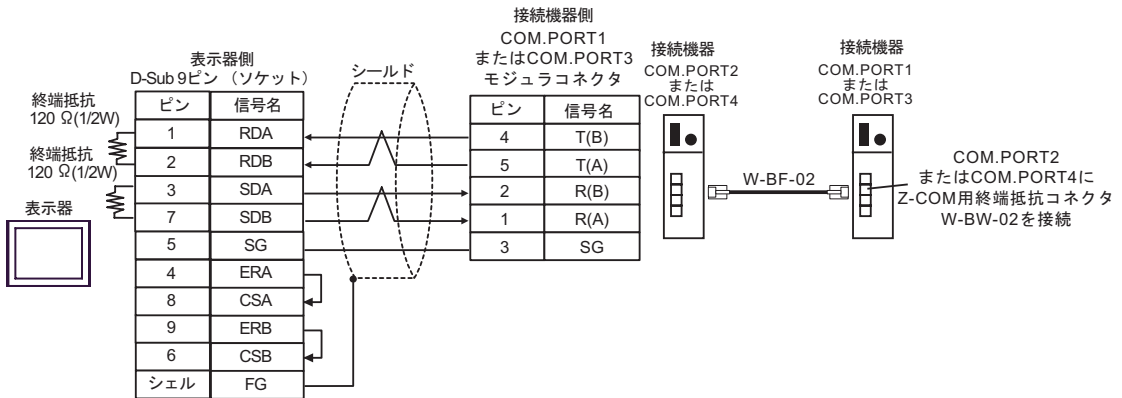 接続機器側
COM.PORT1
またはCOM.PORT3
モジュラコネクタ
表示器側
D-Sub 9ピン （ソケット）
シールド
接続機器
COM.PORT2
または
COM.PORT4
接続機器
COM.PORT1
または
COM.PORT3
終端抵抗
120 Ω(1/2W)
終端抵抗
120 Ω(1/2W)
表示器
ピン 信号名
1 RDA
2 RDB
3 SDA
7 SDB
5 SG
4 ERA
8 CSA
9 ERB
6 CSB
シェル FG
ピン 信号名
4 T(B)
5 T(A)
2 R(B)
1 R(A)
3 SG
W-BF-02
COM.PORT2
またはCOM.PORT4に
Z-COM用終端抵抗コネクタ
W-BW-02を接続